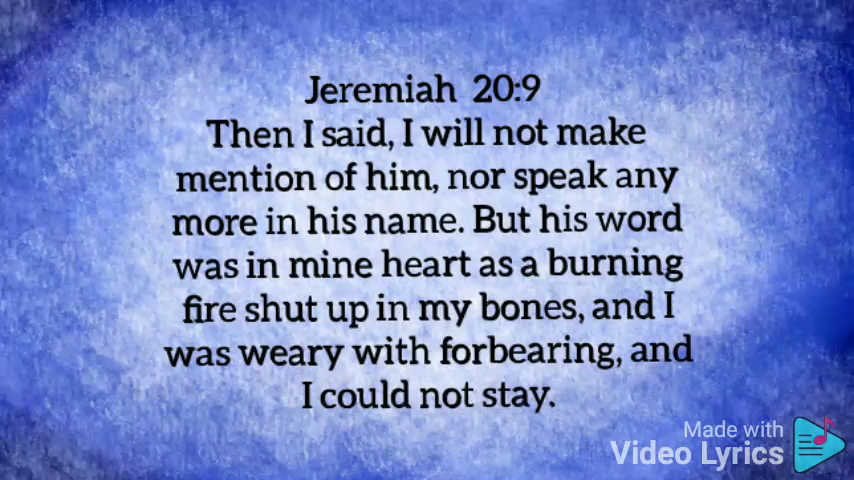 Jeremiah 20:9
Then I said, I will not make
mention of him, nor speak any
more in his name. But his word
was in mine heart as a burning
fire shut up in my bones, and I
was weary with forbearing, and
I could not stay.
Made with
Video Lyrics